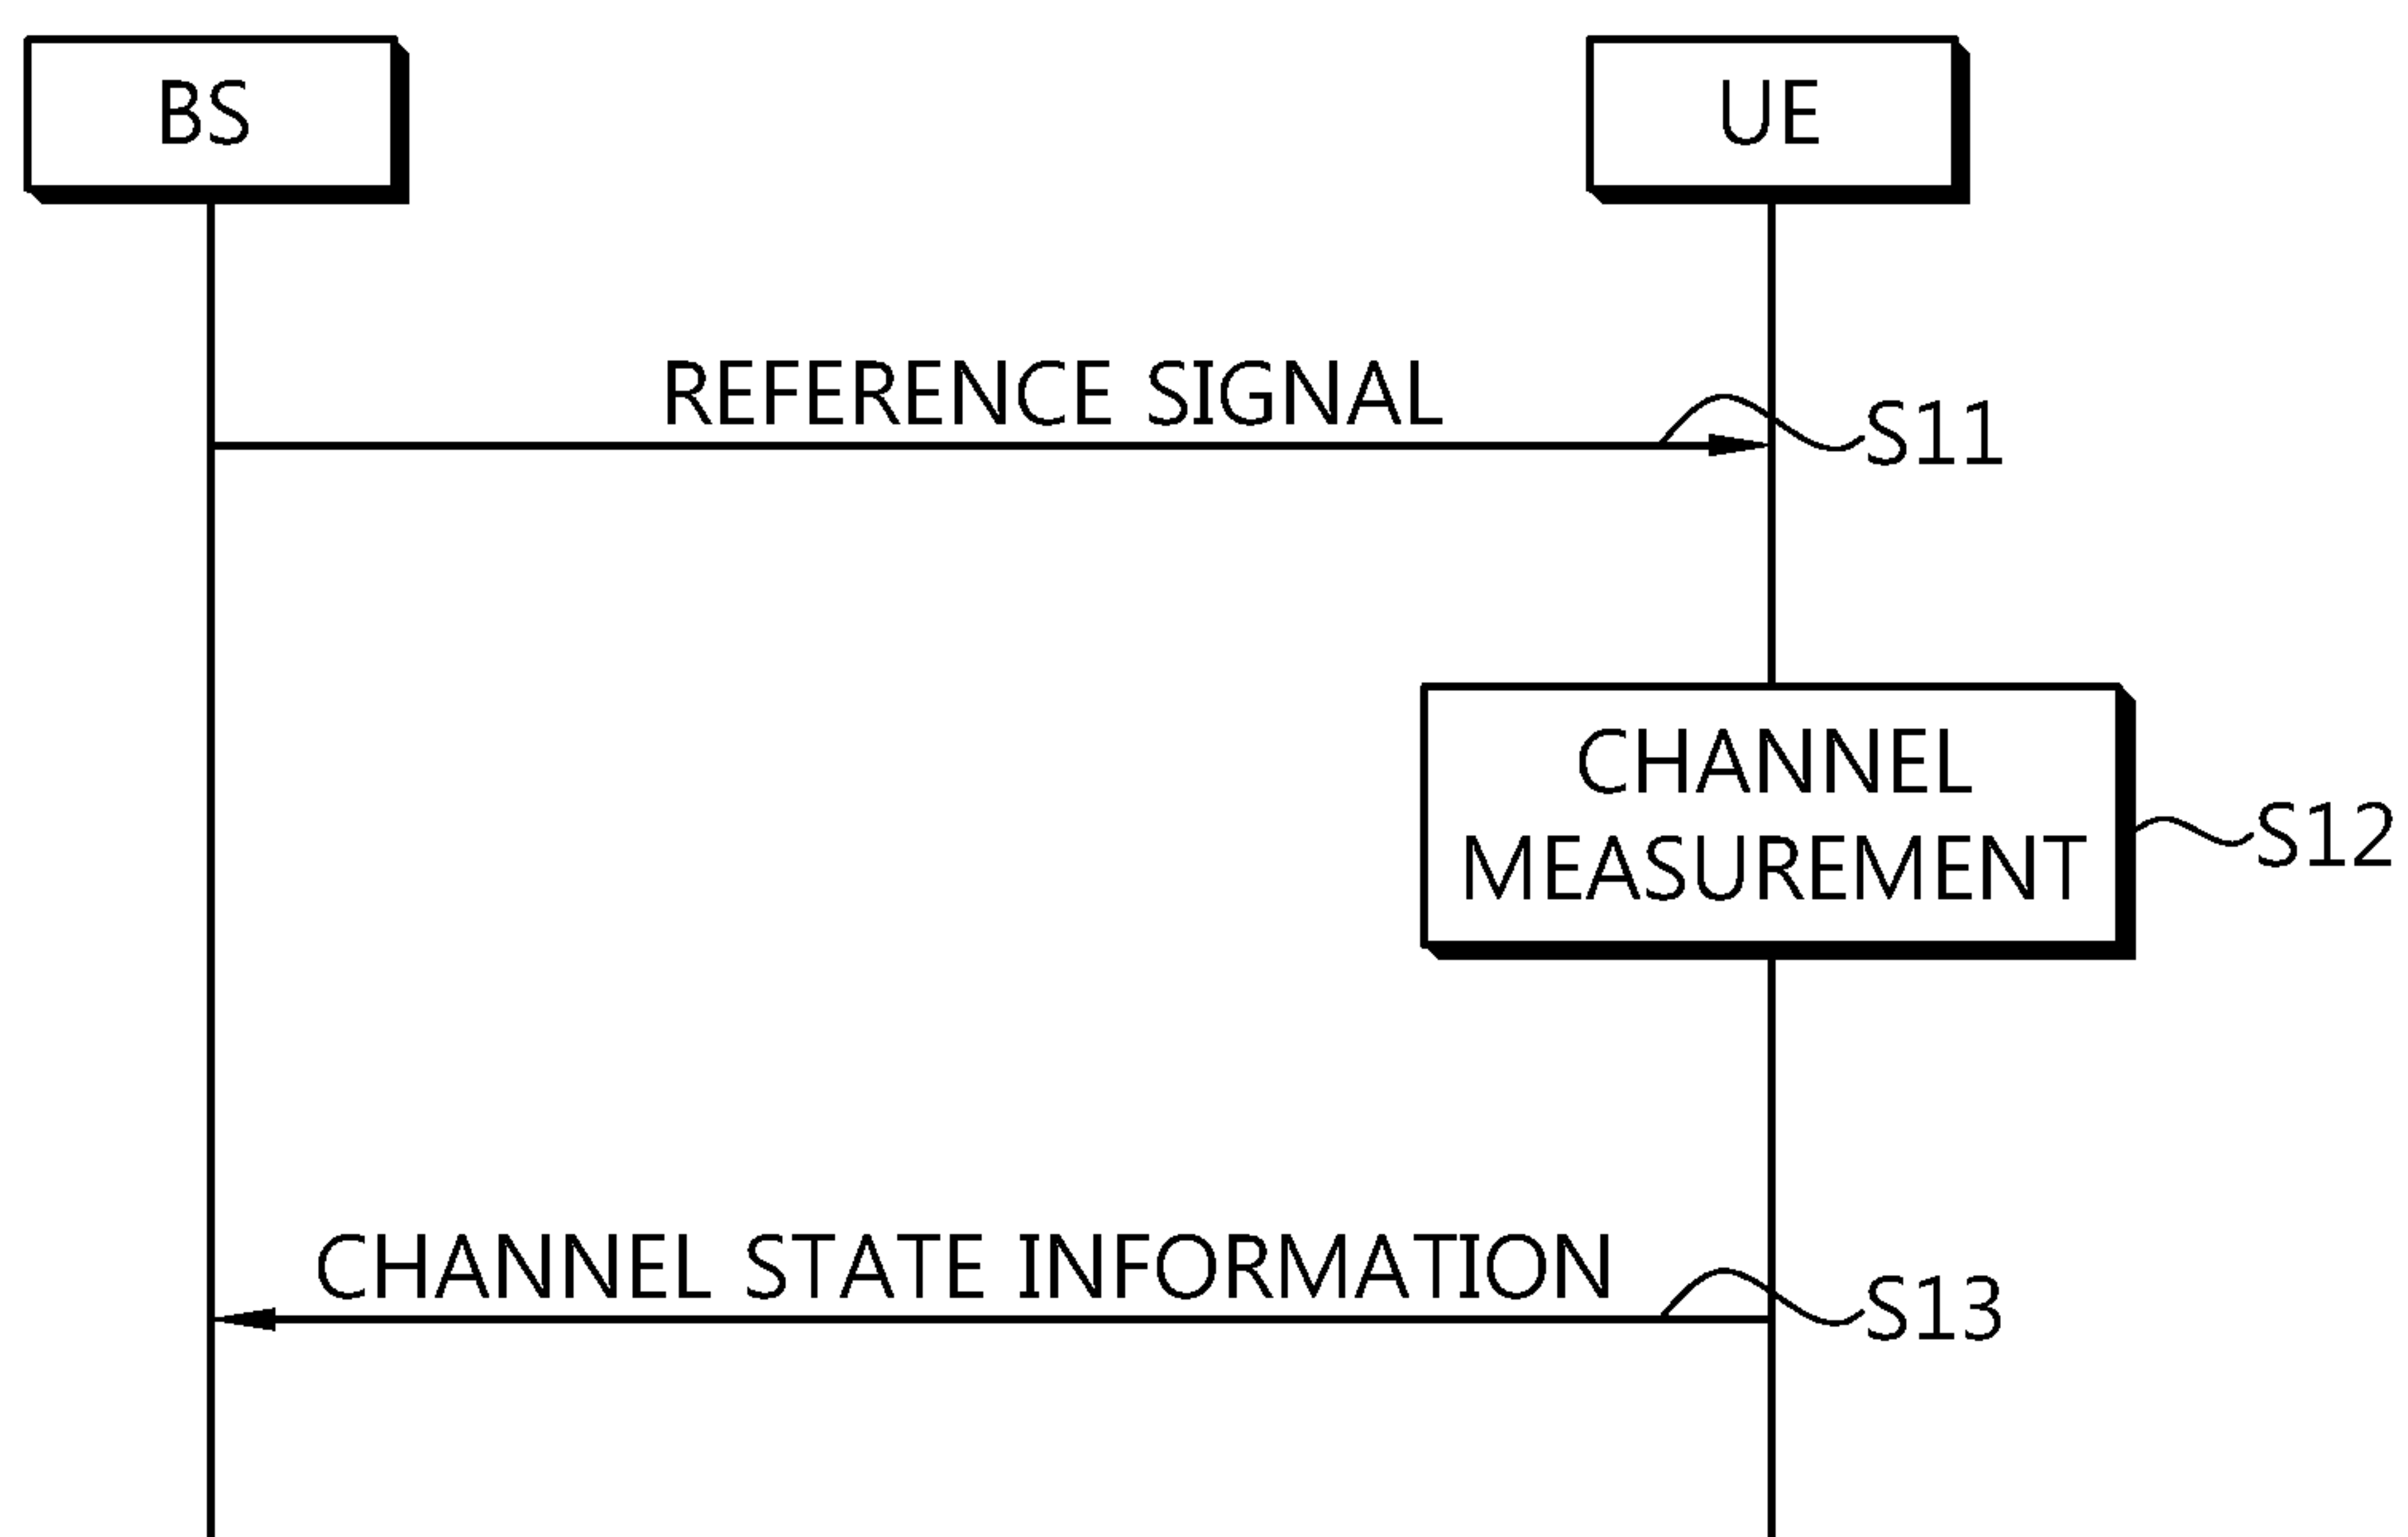 BS
UE
REFERENCE SIGNAL
S11
CHANNEL
MEASUREMENT
S12
CHANNEL STATE INFORMATION
S13